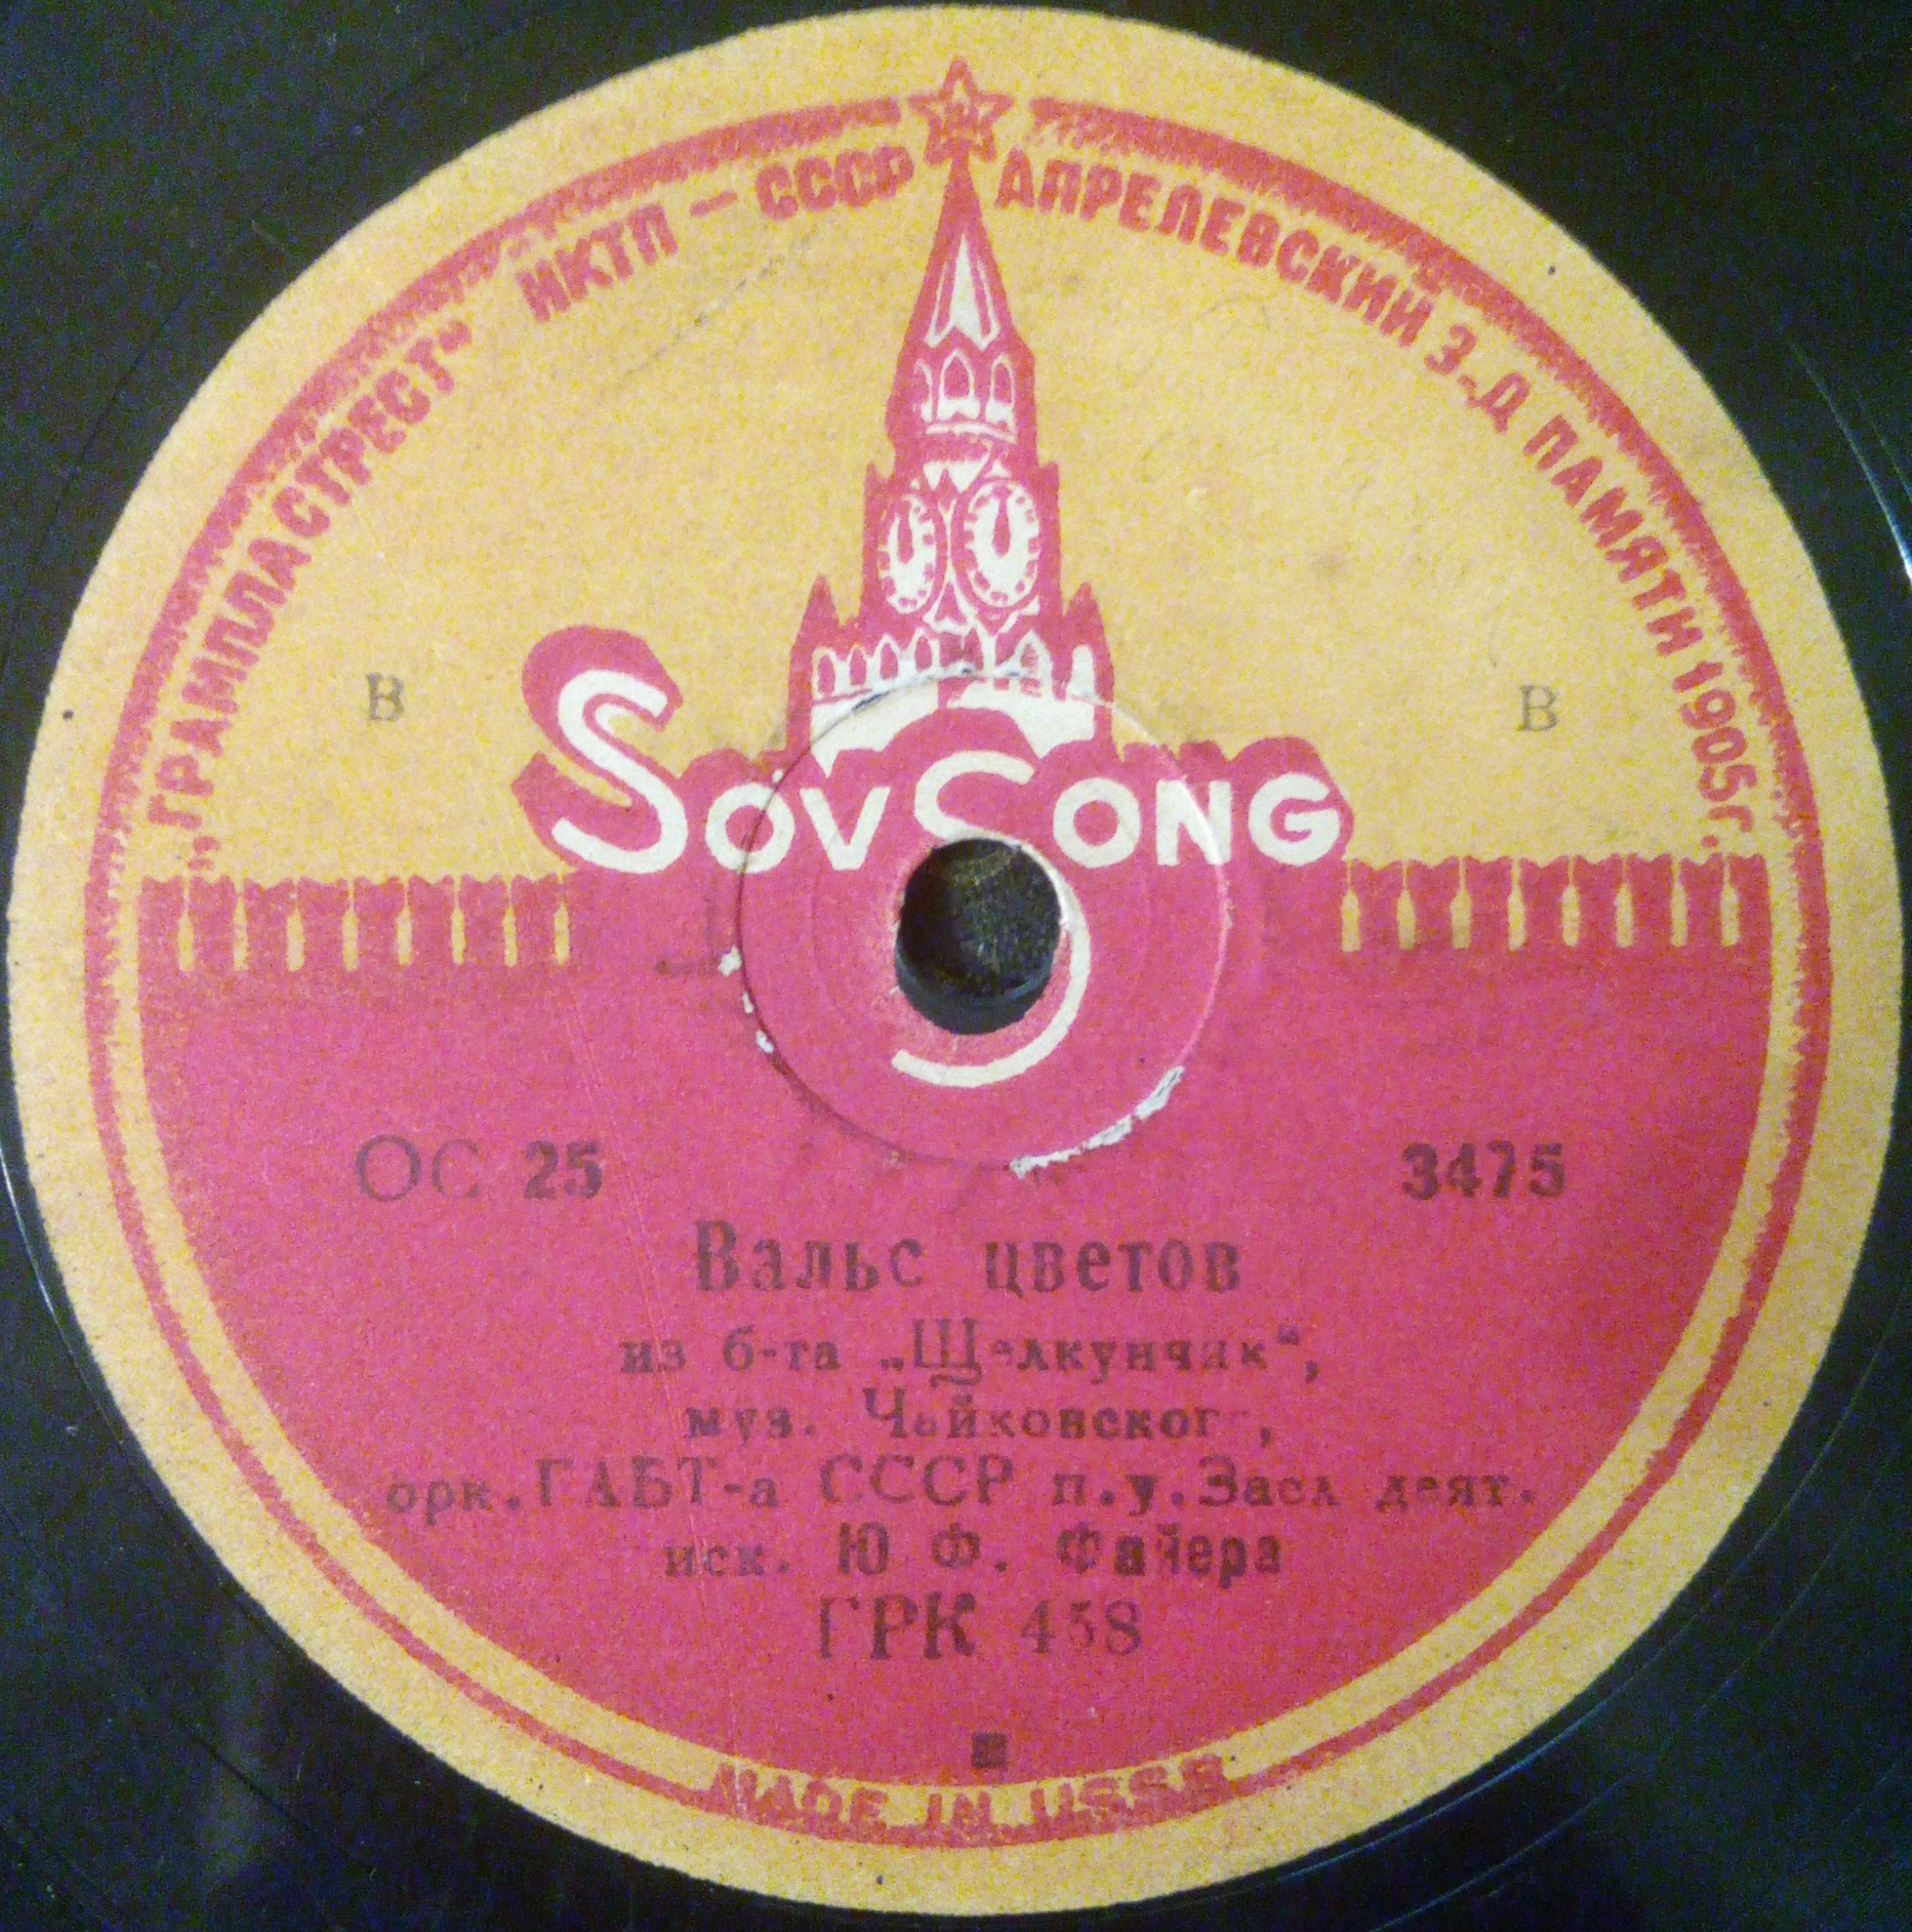 „ГРАМПЛАСТРЕСТ“ НКТП – СССР АПРЕЛЕВСКИЙ З-Д ПАМЯТИ 1905 г.
В В
SovSong
ОС 25 3475
Вальс цветов
из б-та „Щелкунчик“,
муз. Чайковского,
орк. ГАБТ-а СССР п. у. Засл деят.
иск. Ю Ф. Файера
ГРК 458
MADE IN USSR